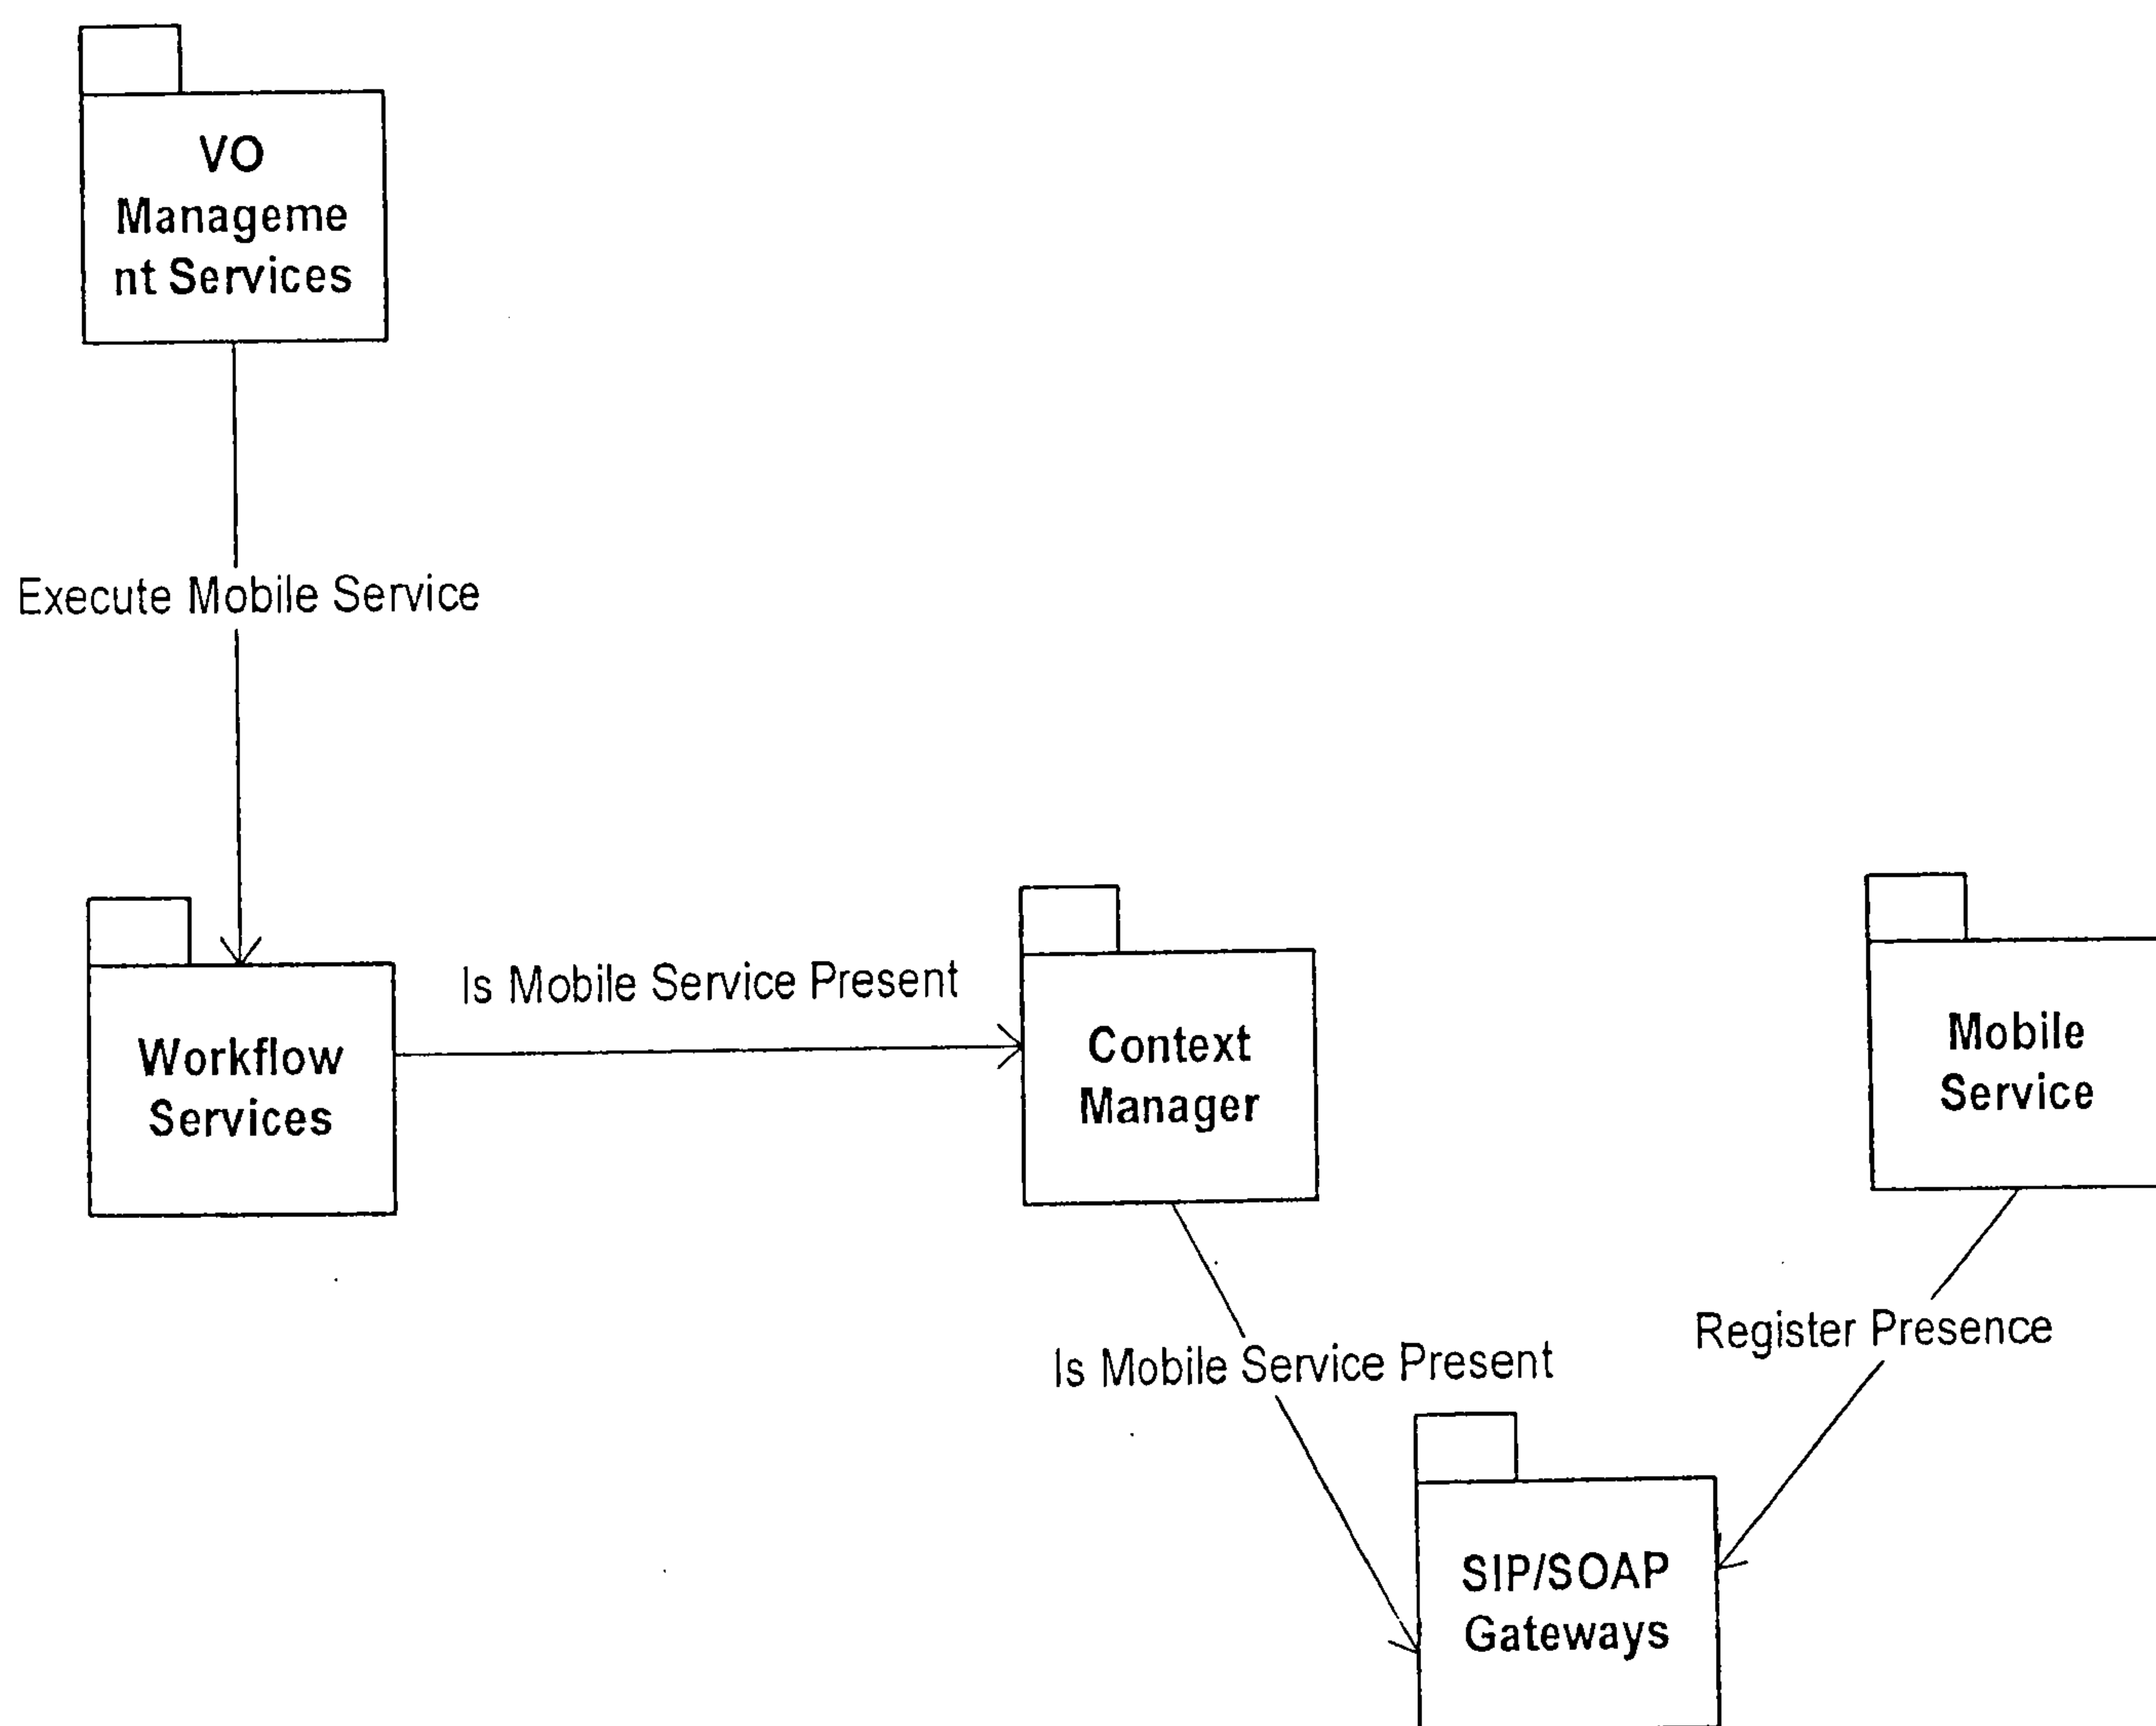 VO
Manageme
nt Services
Execute Mobile Service
Workflow
Services
Is Mobile Service Present
Context
Manager
Mobile
Service
Is Mobile Service Present
Register Presence
SIP/SOAP
Gateways